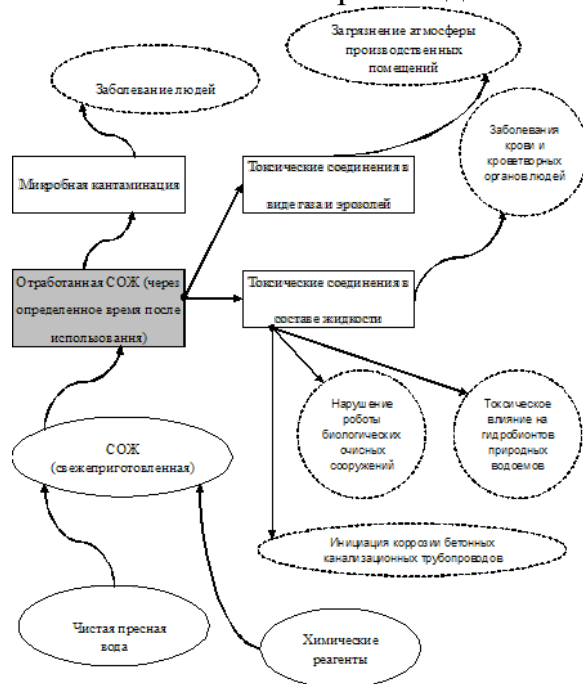 Загрязнение атмосферы
производственных
помещений
Заболевание людей
Заболевания
крови и
кроветворных
органов людей
Микробная кантаминация
Токсические соединения в
виде газа и эрозолей
Отработанная СОЖ (через
определенное время после
использования)
Токсические соединения в
составе жидкости
Нарушение
роботы
биологических
очисных
сооружений
Токсическое
влияние на
гидробионтов
природных
водоемов
СОЖ
(свежеприготовленная)
Инициация коррозии бетонных
канализационных трубопроводов
Чистая пресная
вода
Химические
реагенты